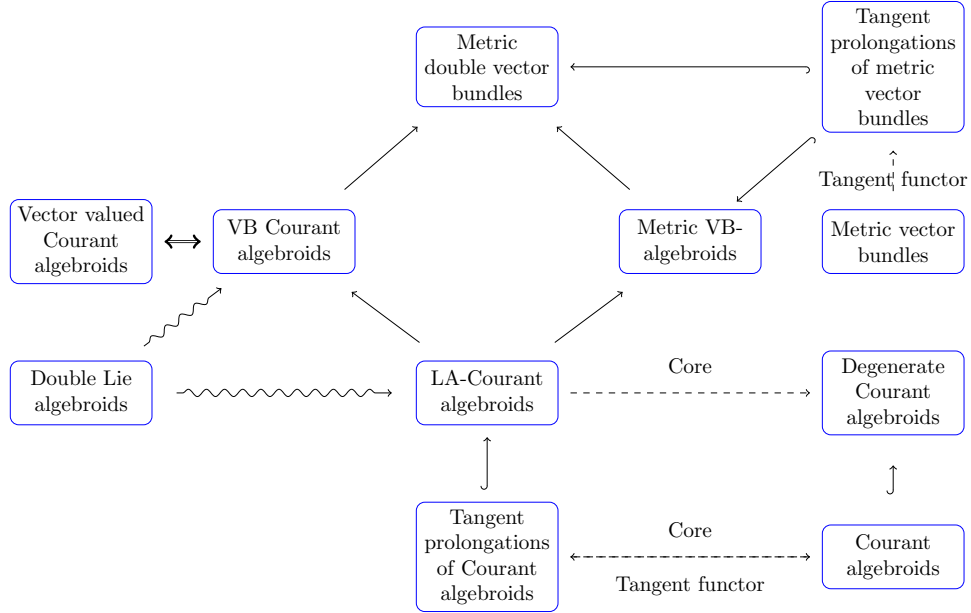 Metric
double vector
bundles
Tangent
prolongations
of metric
vector
bundles
Tangent functor
Vector valued
Courant
algebroids
VB Courant
algebroids
Metric VB-
algebroids
Metric vector
bundles
Double Lie
algebroids
LA-Courant
algebroids
Core
Degenerate
Courant
algebroids
Tangent
prolongations
of Courant
algebroids
Core
Tangent functor
Courant
algebroids